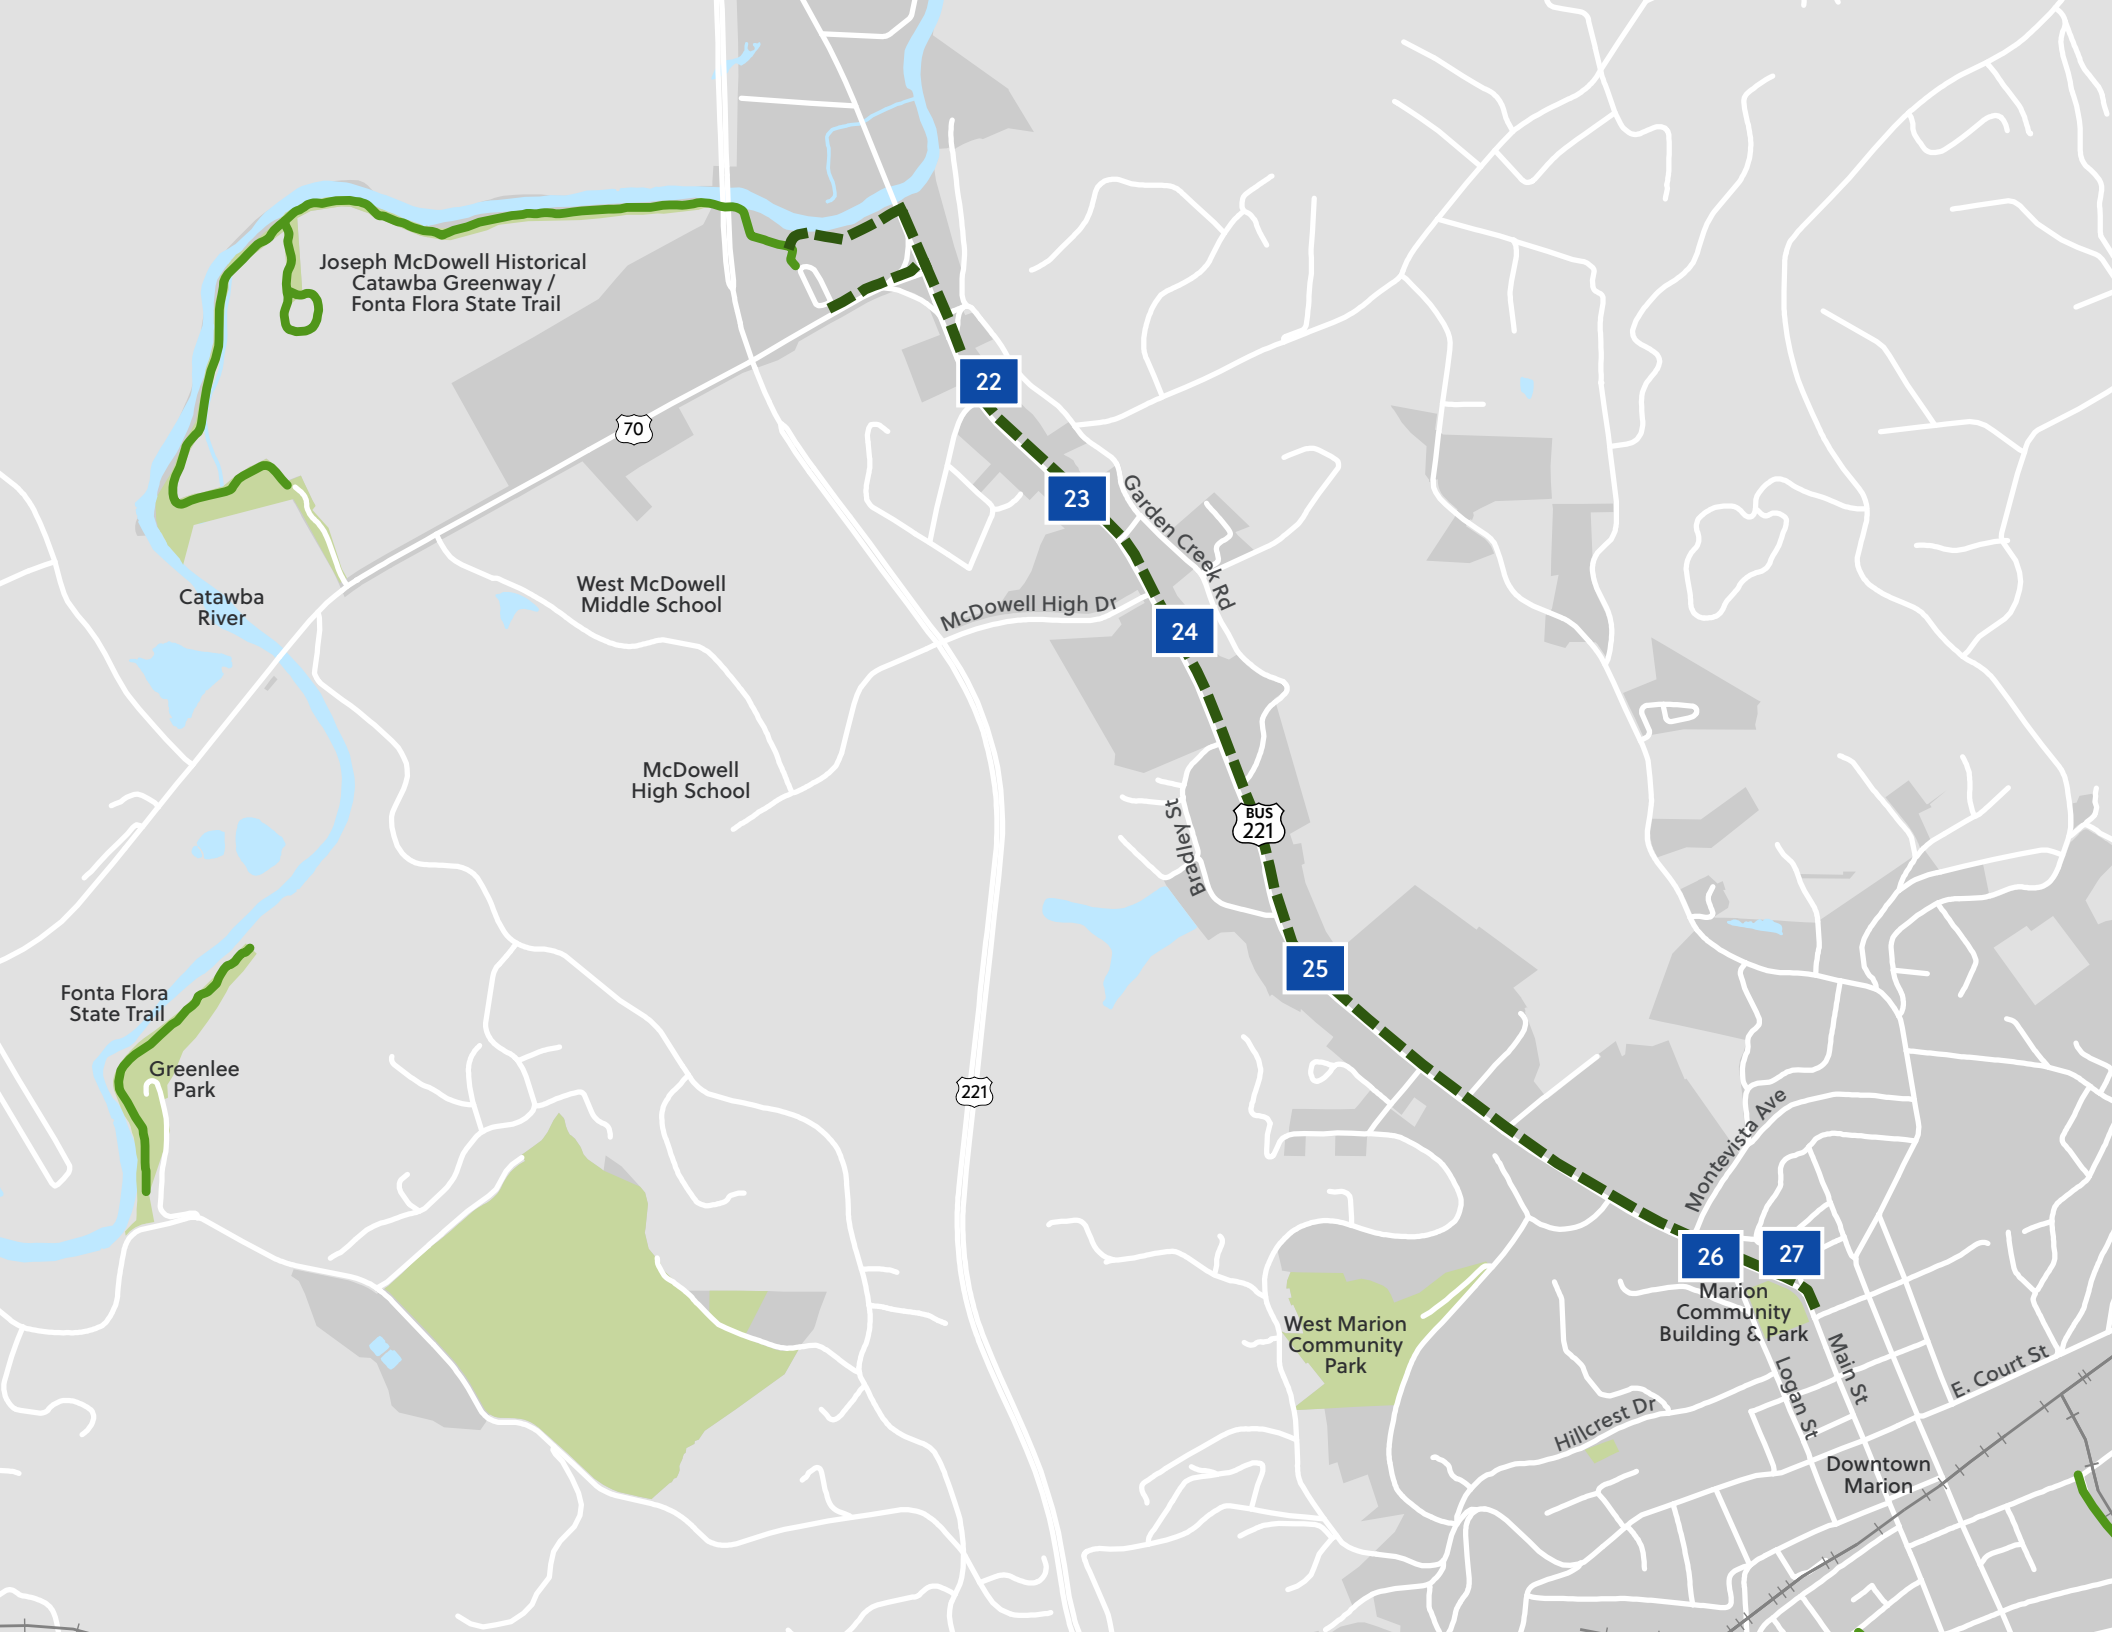 Joseph McDowell Historical
Catawba Greenway /
Fonta Flora State Trail
22
70
23
Garden Creek Rd
West McDowell
Middle School
Catawba
River
McDowell High Dr
24
McDowell
High School
Bradley St
BUS
221
25
Fonta Flora
State Trail
Greenlee
Park
221
Montevista Ave
26
27
Marion
Community
Building & Park
West Marion
Community
Park
Main St
Logan St
E. Court St
Hillcrest Dr
Downtown
Marion